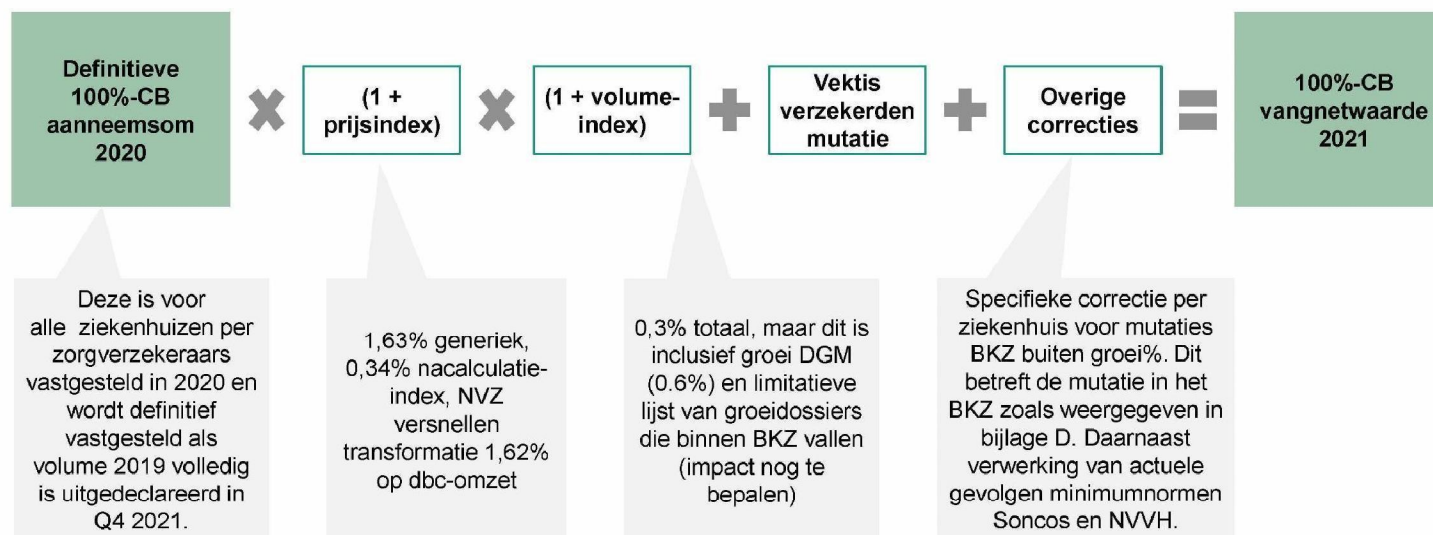 Definitieve
100%-CB
aanneemsom
2020
(1 +
prijsindex)
(1 + volume-
index)
Vektis
verzekerden
mutatie
Overige
correcties
100%-CB
vangnetwaarde
2021
Deze is voor
alle ziekenhuizen per
zorgverzekeraars
vastgesteld in 2020 en
wordt definitief
vastgesteld als
volume 2019 volledig
is uitgedeclareerd in
Q4 2021.
1,63% generiek,
0,34% nacalculatie-
index, NVZ
versnellen
transformatie 1,62%
op dbc-omzet
0,3% totaal, maar dit is
inclusief groei DGM
(0.6%) en limitatieve
lijst van groeidossiers
die binnen BKZ vallen
(impact nog te
bepalen)
Specifieke correctie per
ziekenhuis voor mutaties
BKZ buiten groei%. Dit
betreft de mutatie in het
BKZ zoals weergegeven in
bijlage D. Daarnaast
verwerking van actuele
gevolgen minimumnormen
Soncos en NVVH.